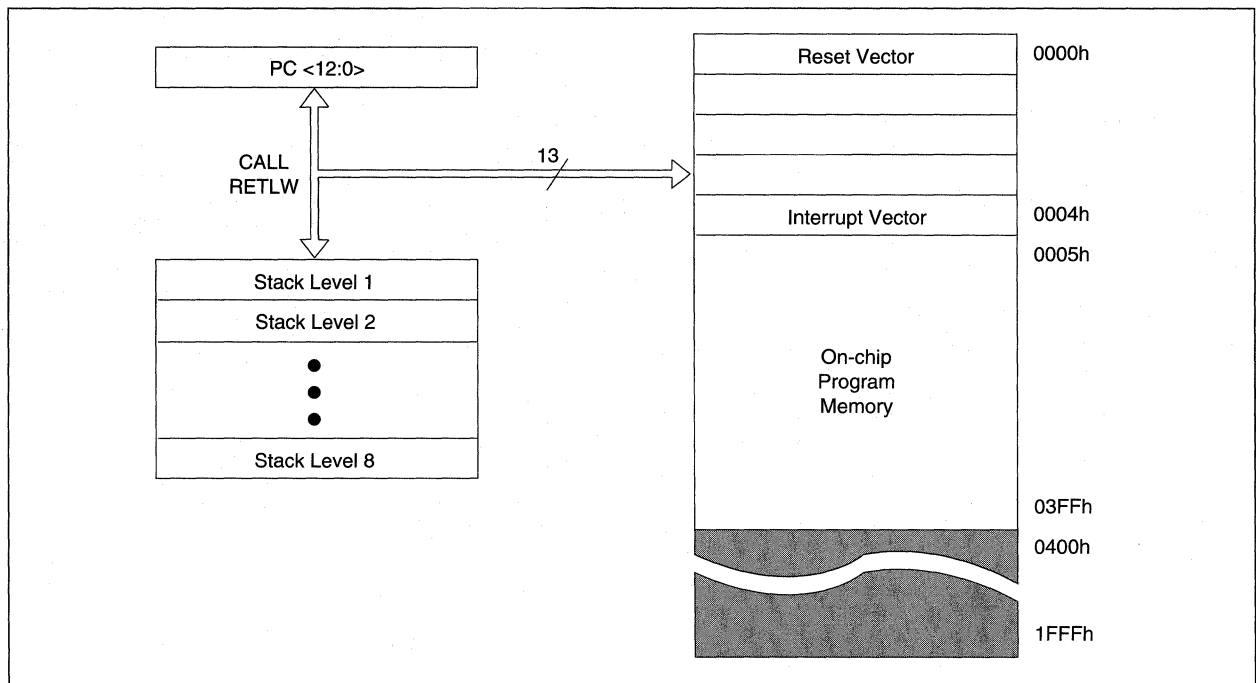 PC <12:0>
CALL
RETLW
13
Stack Level 1
Stack Level 2
Stack Level 8
Reset Vector
0000h
Interrupt Vector
0004h
0005h
On-chip
Program
Memory
03FFh
0400h
1FFFh